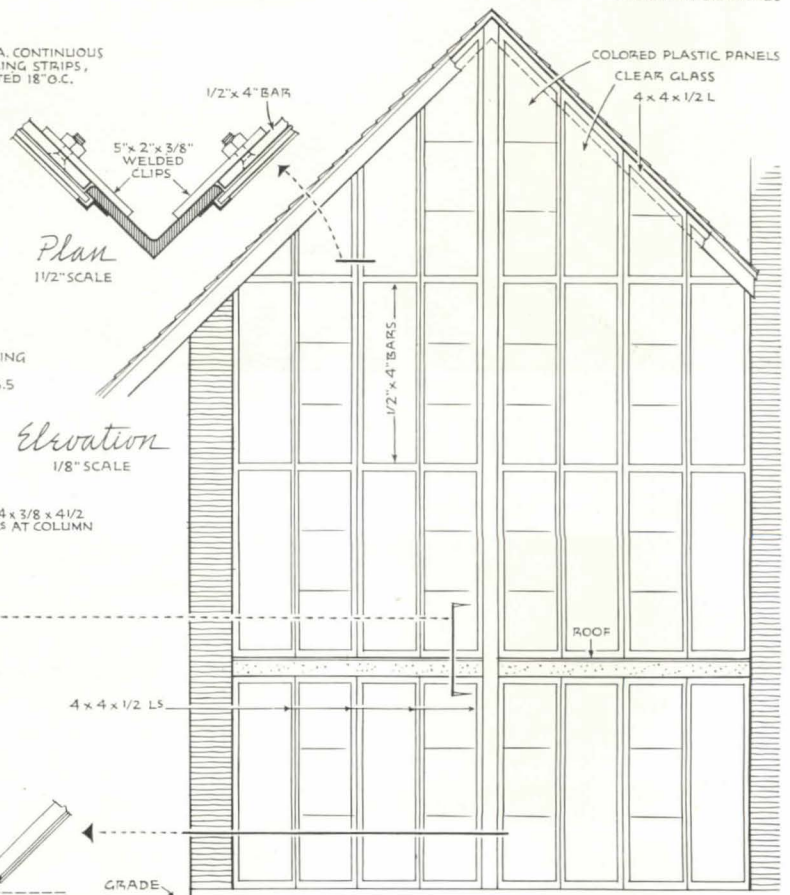 A. CONTINUOUS
ING STRIPS,
TED 18" O.C.
1/2" x 4" BAR
5" x 2" x 3/8"
WELDED
CLIPS
Plan
1 1/2" SCALE
COLORED PLASTIC PANELS
CLEAR GLASS
4 x 4 x 1/2 L
1/2" x 4" BARS
ING
.5
Elevation
1/8" SCALE
4 x 3/8 x 4 1/2
S AT COLUMN
ROOF
4 x 4 x 1/2 LS
GRADE